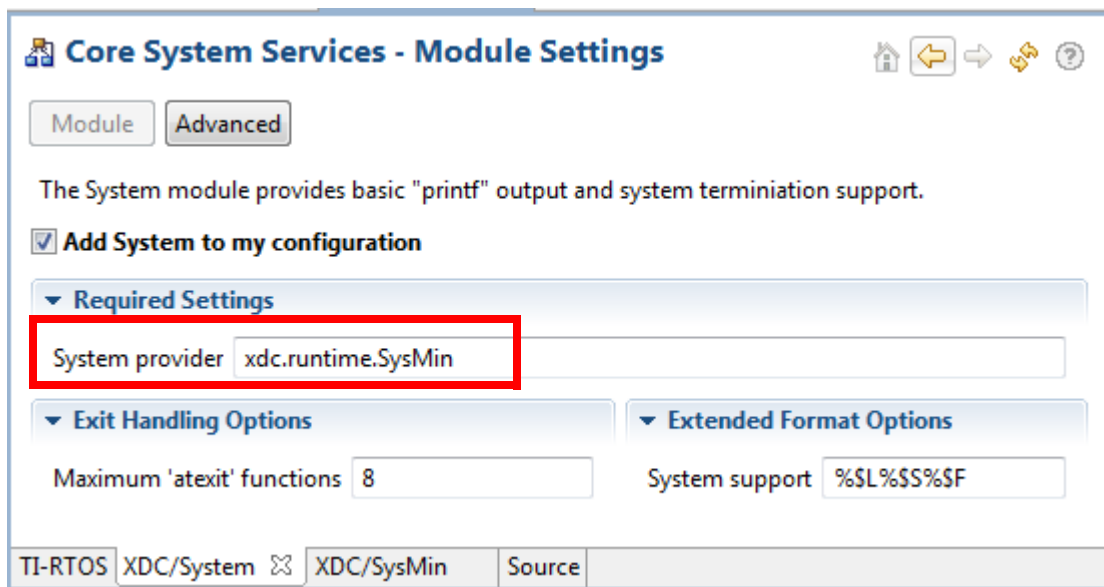 Core System Services - Module Settings
Module Advanced
The System module provides basic "printf" output and system terminiation support.
Add System to my configuration
Required Settings
System provider xdc.runtime.SysMin
Exit Handling Options Extended Format Options
Maximum 'atexit' functions 8 System support %$L%$S%$F
TI-RTOS XDC/System XDC/SysMin Source